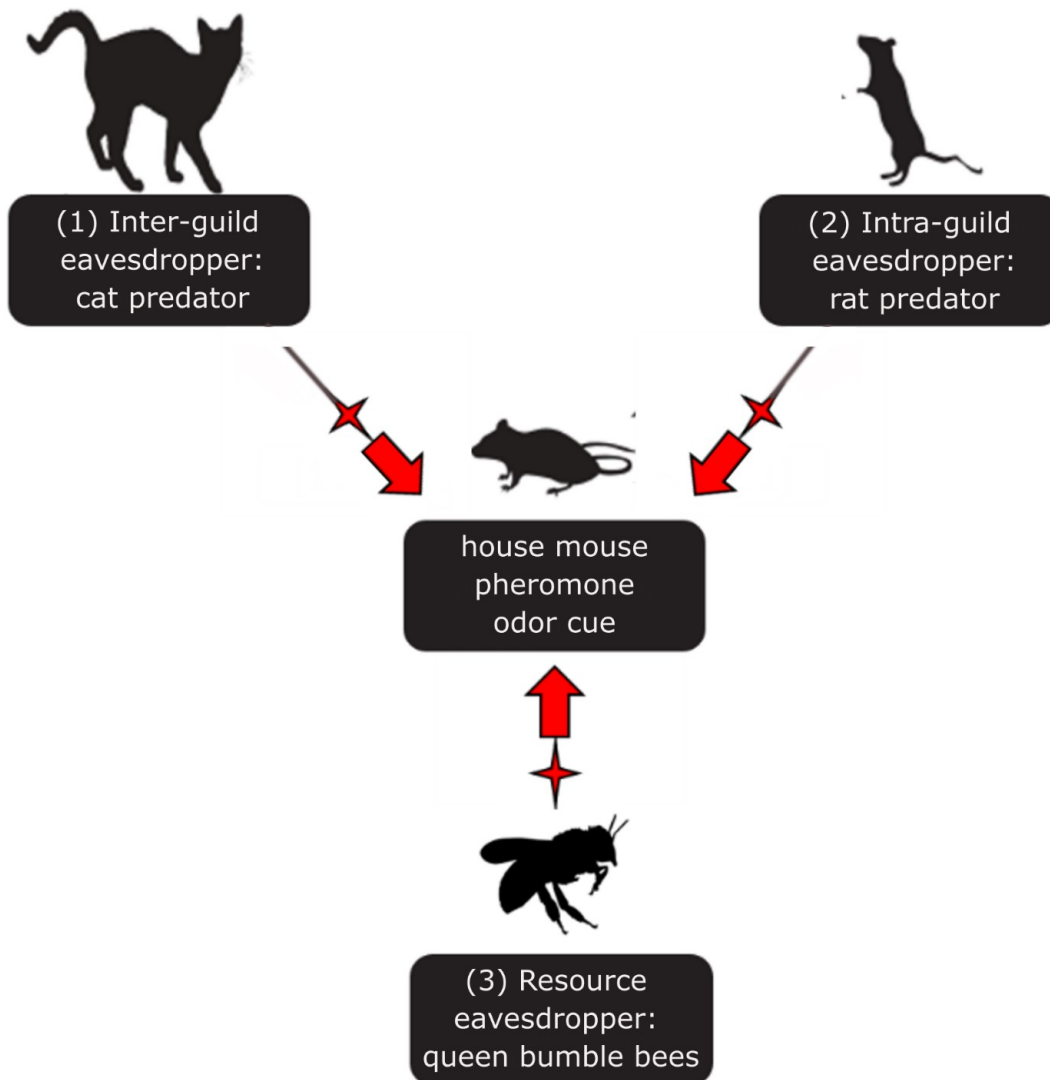 (1) Inter-guild
eavesdropper:
cat predator
(2) Intra-guild
eavesdropper:
rat predator
house mouse
pheromone
odor cue
(3) Resource
eavesdropper:
queen bumble bees